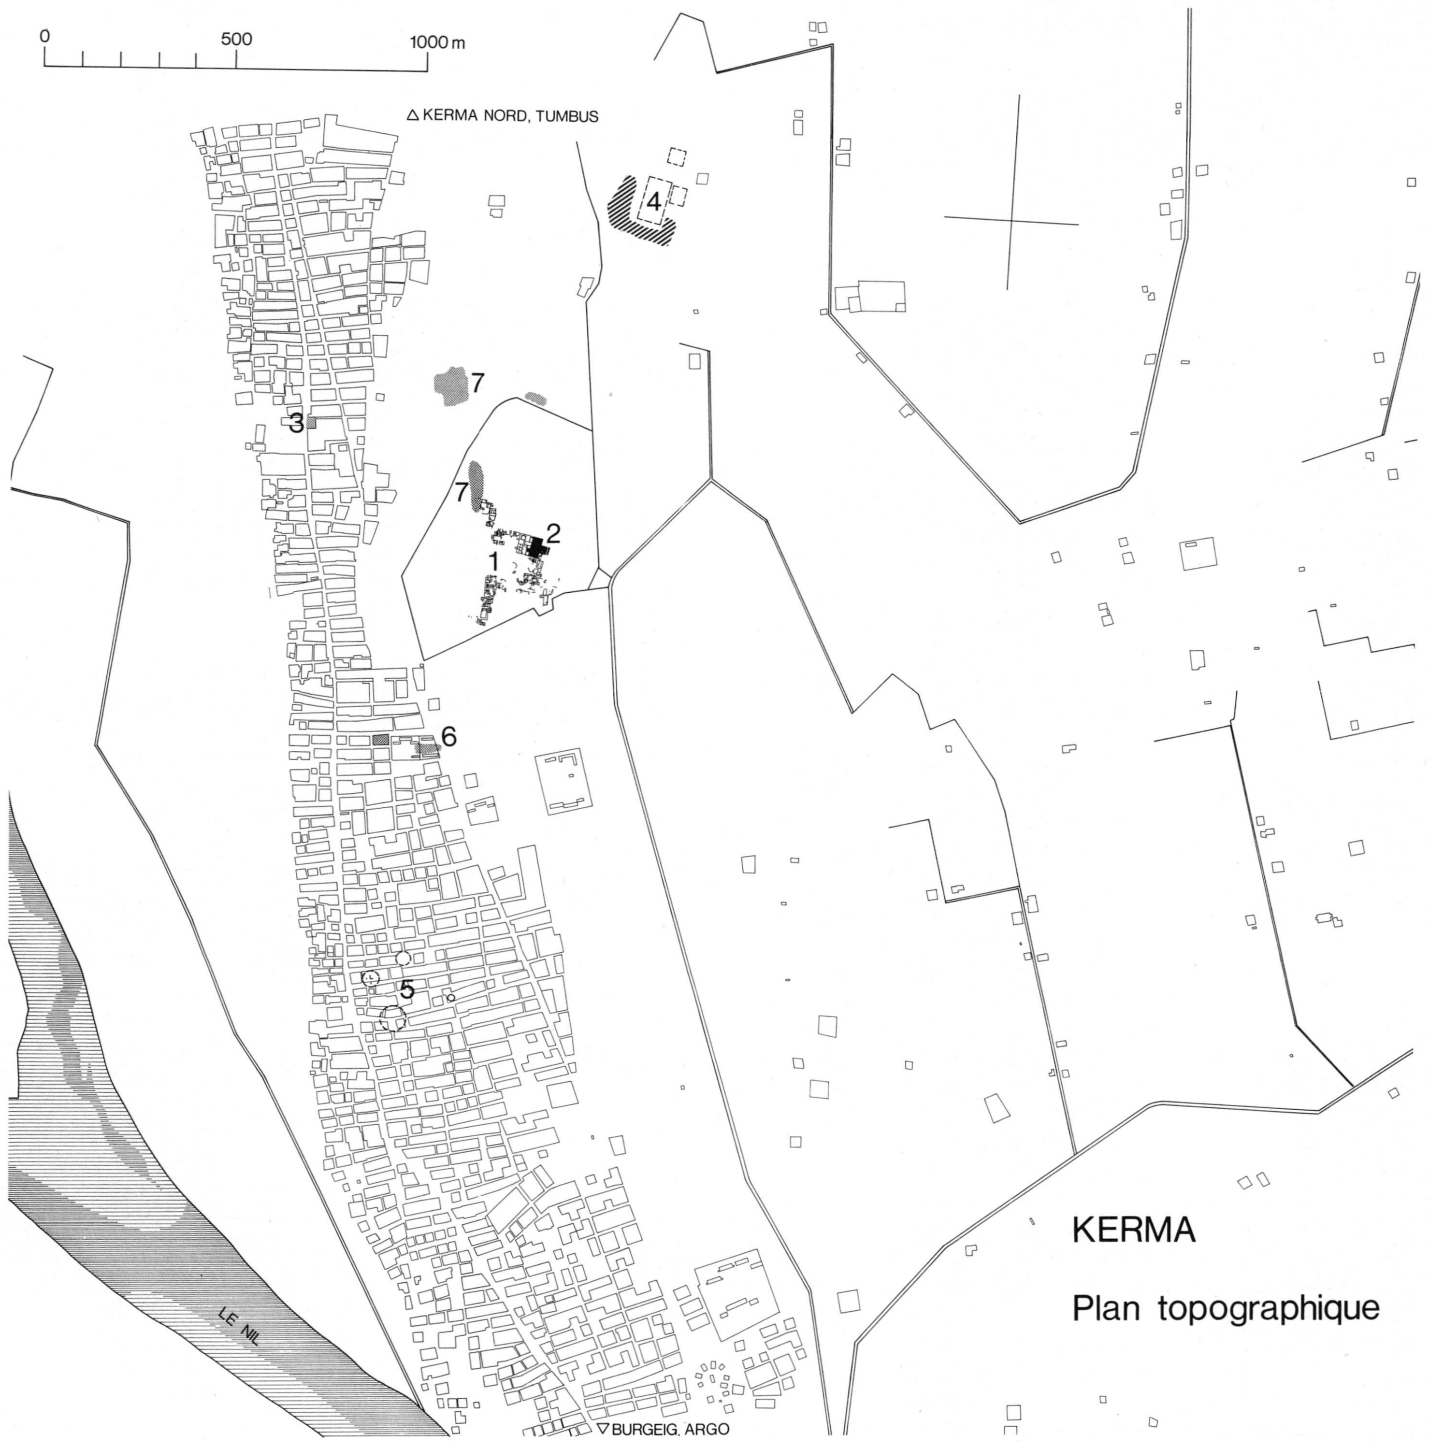 0 500 1000 m
△ KERMA NORD, TUMBUS
4
7
3
7
2
1
6
5
KERMA
Plan topographique
LE NIL
▽ BURGEIG, ARGO